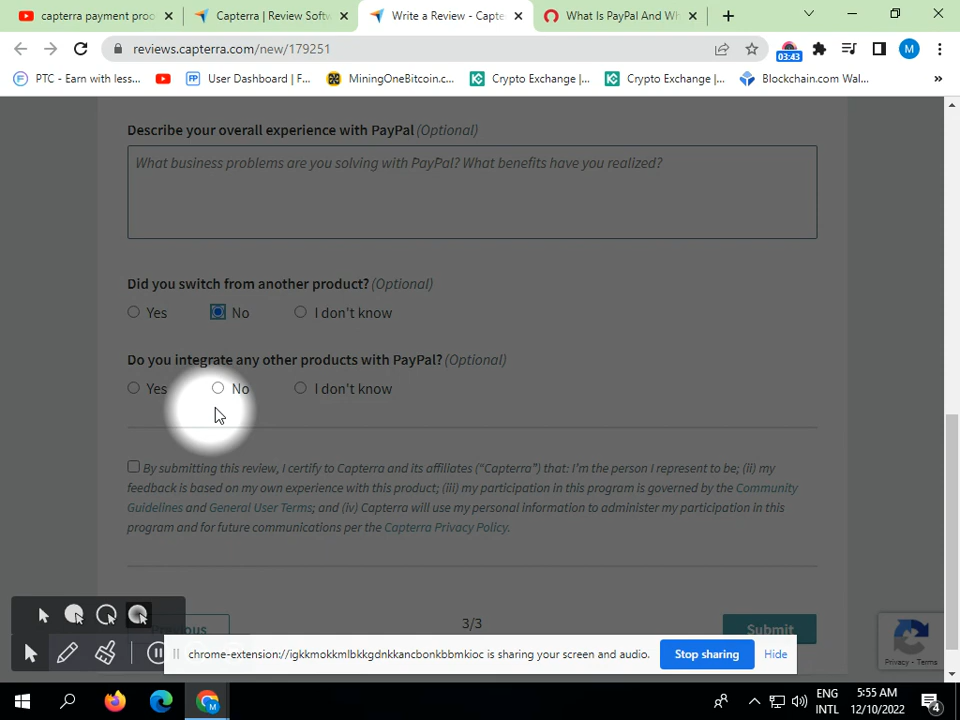 capterra payment proo
Capterra | Review Softw
Write a Review - Capte
What Is PayPal And Wh
reviews.capterra.com/new/179251
03:43
M
PTC - Earn with less...
User Dashboard | F...
MiningOneBitcoin.c...
Crypto Exchange |...
Crypto Exchange |...
Blockchain.com Wal...
»
Describe your overall experience with PayPal (Optional)
What business problems are you solving with PayPal? What benefits have you realized?
Did you switch from another product? (Optional)
Yes No I don't know
Do you integrate any other products with PayPal? (Optional)
Yes No I don't know
By submitting this review, I certify to Capterra and its affiliates (“Capterra”) that: I'm the person I represent to be; (ii) my
feedback is based on my own experience with this product; (iii) my participation in this program is governed by the Community
Guidelines and General User Terms; and (iv) Capterra will use my personal information to administer my participation in this
program and for future communications per the Capterra Privacy Policy.
Previous
3/3
Submit
Privacy - Terms
chrome-extension://igkkmokkmlbkkgdnkkancbonkbbmkioc is sharing your screen and audio.
Stop sharing
Hide
ENG
INTL
5:55 AM
12/10/2022
4